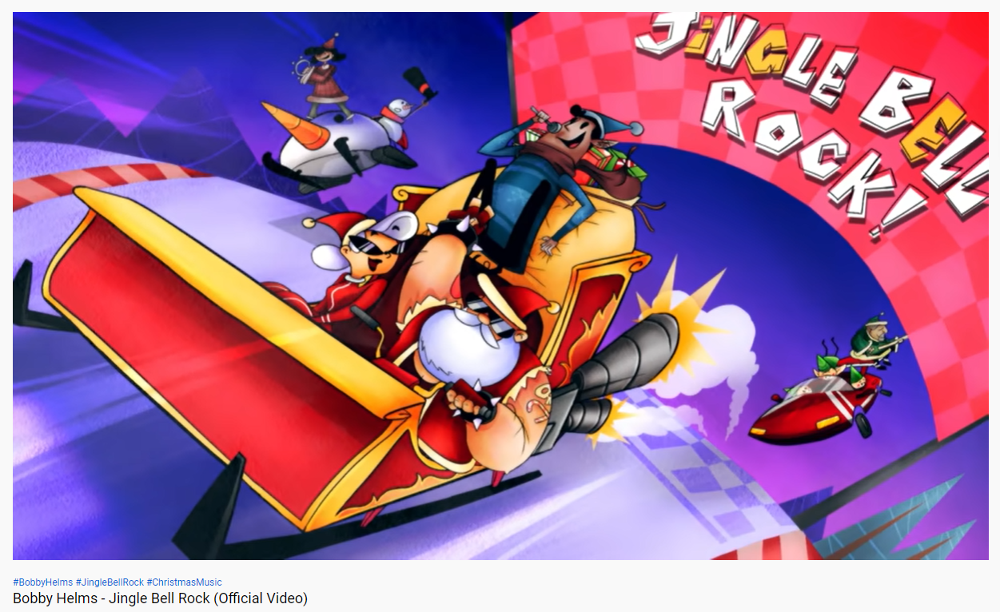 JiNGLE BELL
ROCK!
#BobbyHelms #JingleBellRock #ChristmasMusic
Bobby Helms - Jingle Bell Rock (Official Video)